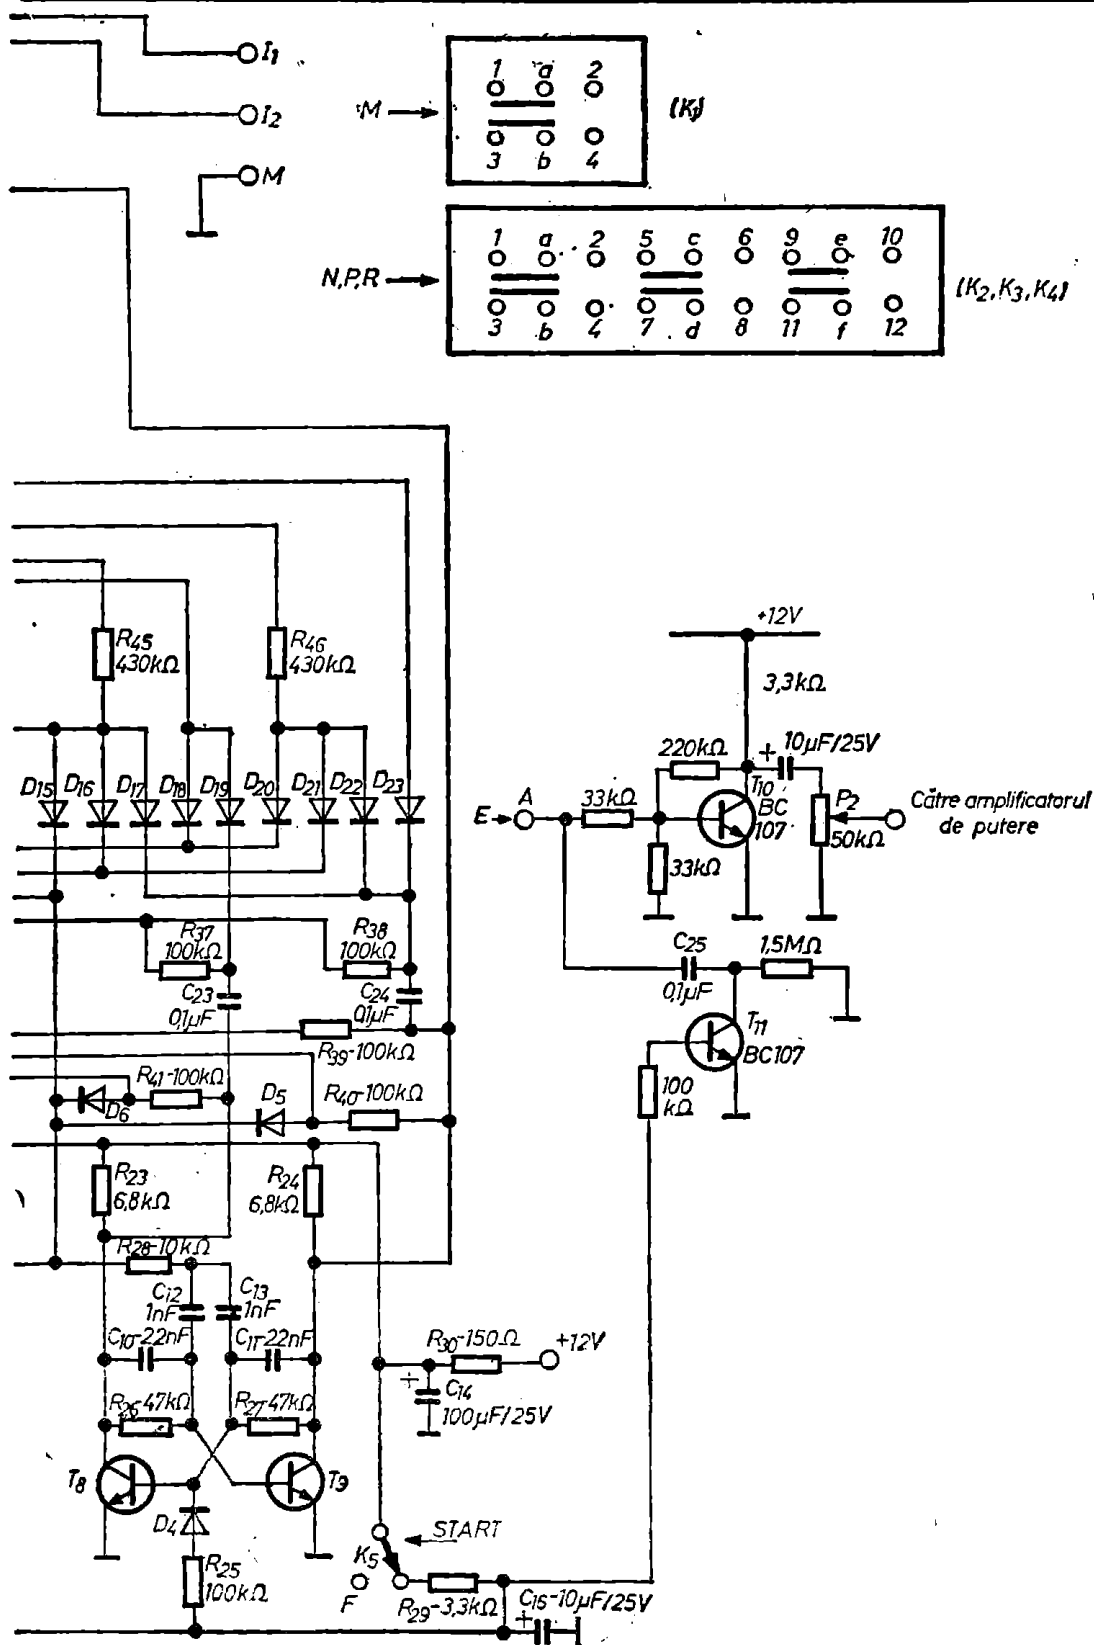 I1
I2
M
M
1 a 2
3 b 4
(K1)
N,P,R
1 a 2 5 c 6 9 e 10
3 b 4 7 d 8 11 f 12
(K2, K3, K4)
R45
430kΩ
R46
430kΩ
D15 D16 D17 D18 D19 D20 D21 D22 D23
+12V
3,3kΩ
220kΩ
+ 10µF/25V
E A
33kΩ
T10
BC
107
P2
50kΩ
Către amplificatorul
de putere
33kΩ
R37
100kΩ
R38
100kΩ
C23
0,1µF
C24
0,1µF
C25
0,1µF
1,5MΩ
R39-100kΩ
T11
BC107
100
kΩ
D6
R41-100kΩ
D5
R40-100kΩ
R23
6,8kΩ
R24
6,8kΩ
R28-10kΩ
C12
1nF
C13
1nF
C10-22nF
C11-22nF
R30-150Ω
+12V
+
C14
100µF/25V
R26-47kΩ
R27-47kΩ
T8
T9
D4
R25
100kΩ
START
K5
F
R29-3,3kΩ
+
C15-10µF/25V